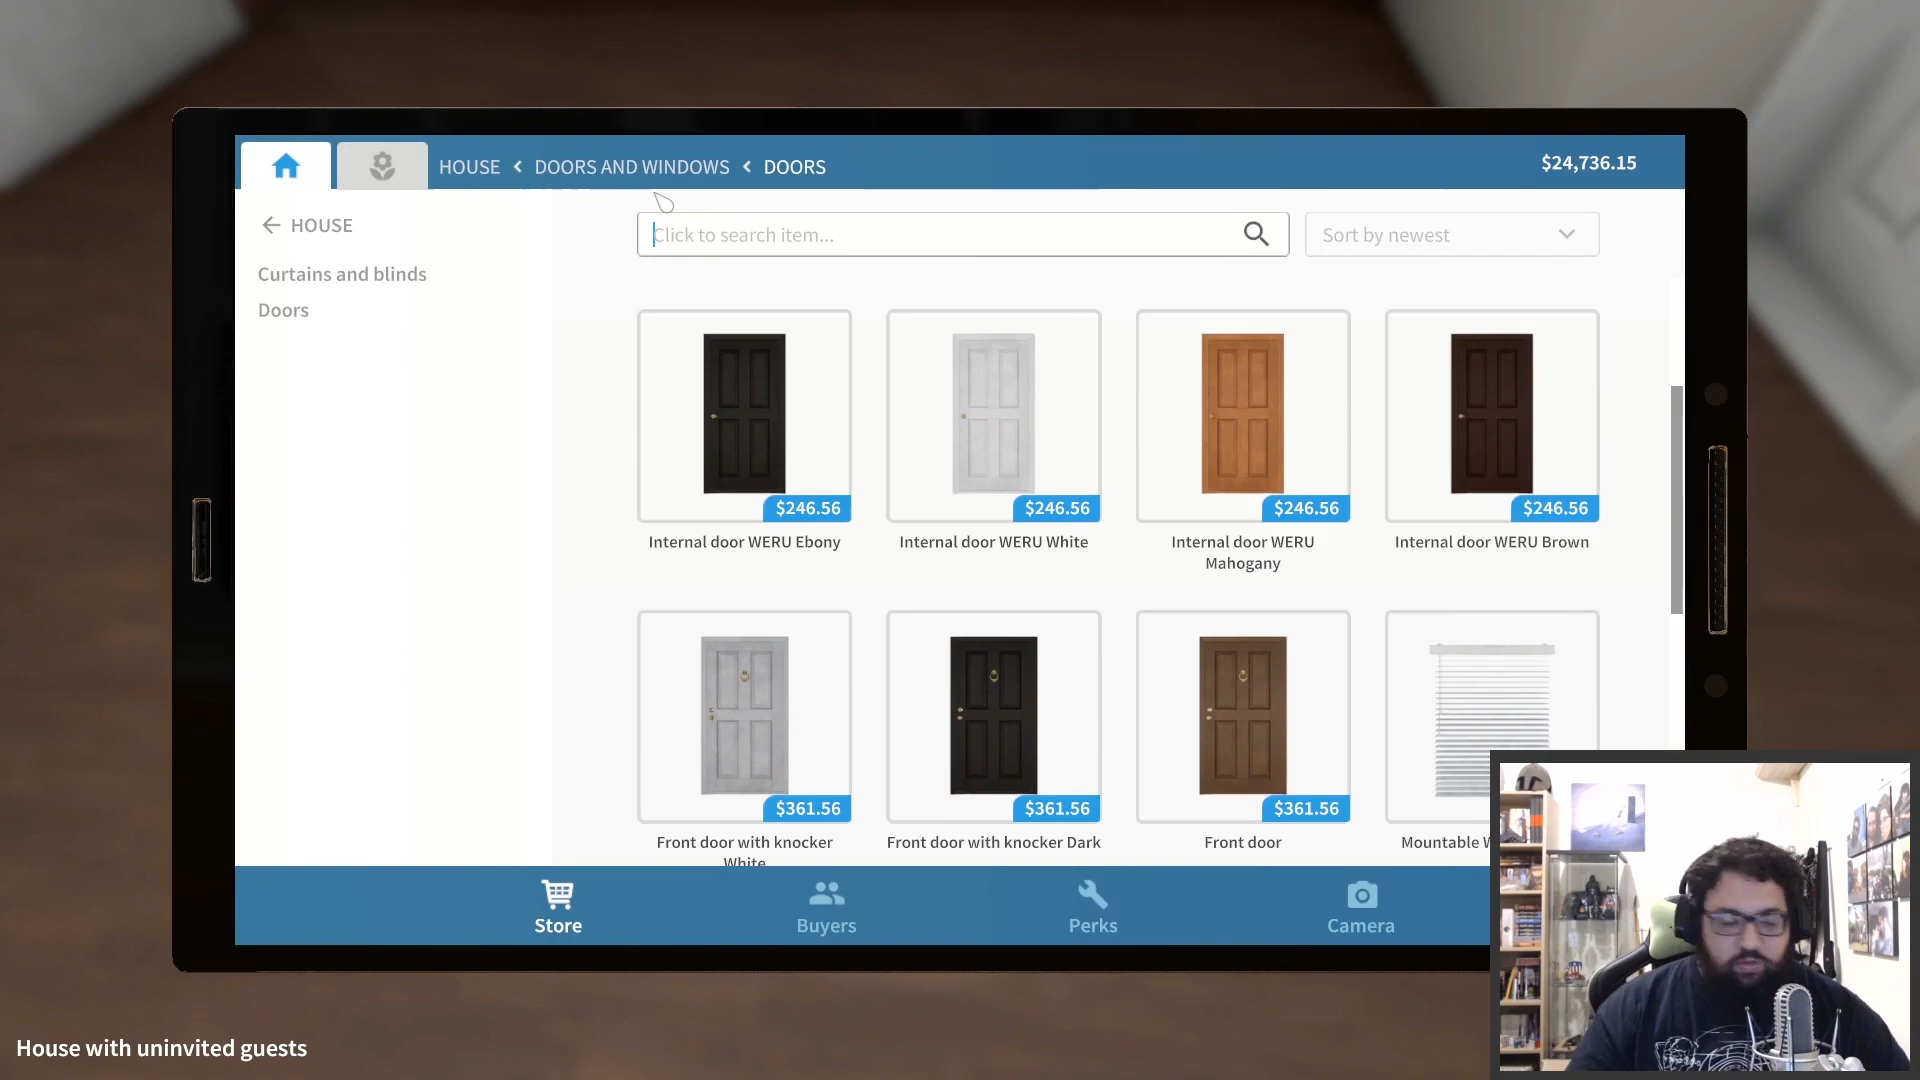 HOUSE < DOORS AND WINDOWS < DOORS
$24,736.15
HOUSE
Click to search item...
Sort by newest
Curtains and blinds
Doors
$246.56
$246.56
$246.56
$246.56
Internal door WERU Ebony
Internal door WERU White
Internal door WERU
Mahogany
Internal door WERU Brown
$361.56
$361.56
$361.56
Front door with knocker
White
Front door with knocker Dark
Front door
Mountable
Store
Buyers
Perks
Camera
House with uninvited guests